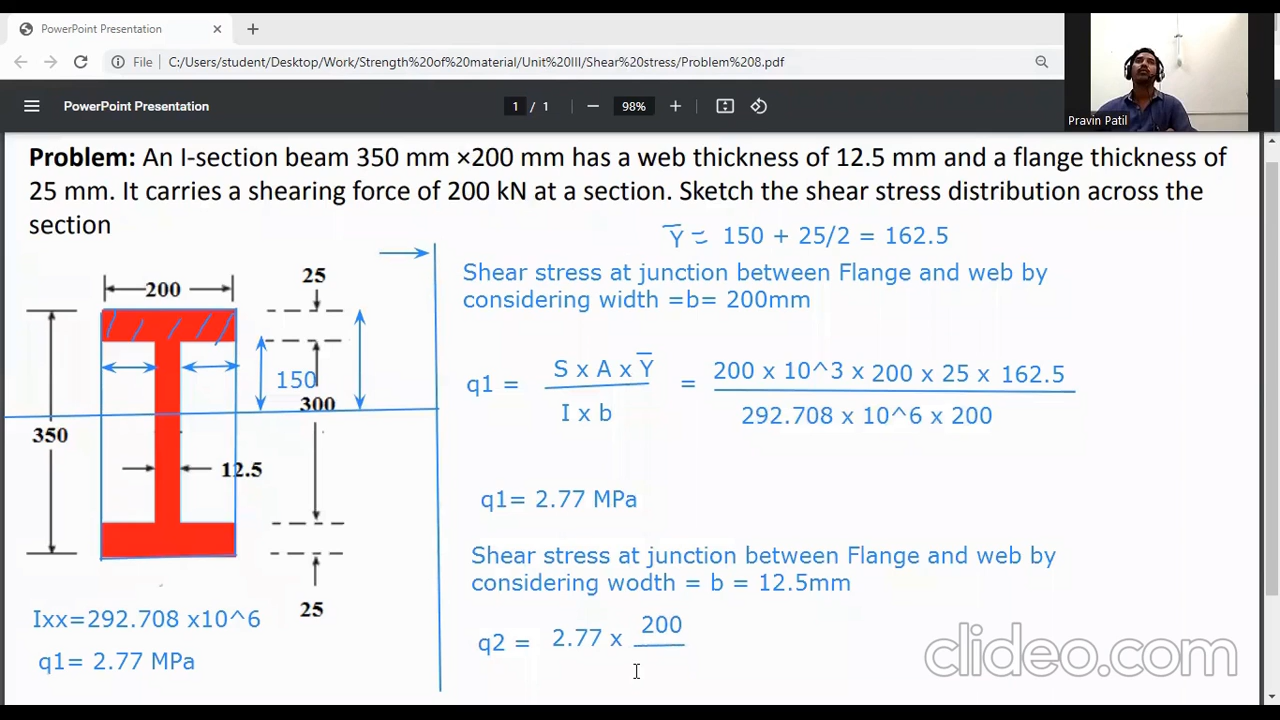 PowerPoint Presentation
File C:/Users/student/Desktop/Work/Strength%20of%20material/Unit%20III/Shear%20stress/Problem%208.pdf
PowerPoint Presentation 1 / 1 98%
Pravin Patil
Problem: An I-section beam 350 mm ×200 mm has a web thickness of 12.5 mm and a flange thickness of
25 mm. It carries a shearing force of 200 kN at a section. Sketch the shear stress distribution across the
section
200
25
150
300
350
12.5
25
Ixx=292.708 x10^6
q1= 2.77 MPa
Y = 150 + 25/2 = 162.5
Shear stress at junction between Flange and web by
considering width =b= 200mm
q1 = S x A x Y̅ / I x b = 200 x 10^3 x 200 x 25 x 162.5 / 292.708 x 10^6 x 200
q1= 2.77 MPa
Shear stress at junction between Flange and web by
considering wodth = b = 12.5mm
q2 = 2.77 x 200
clideo.com